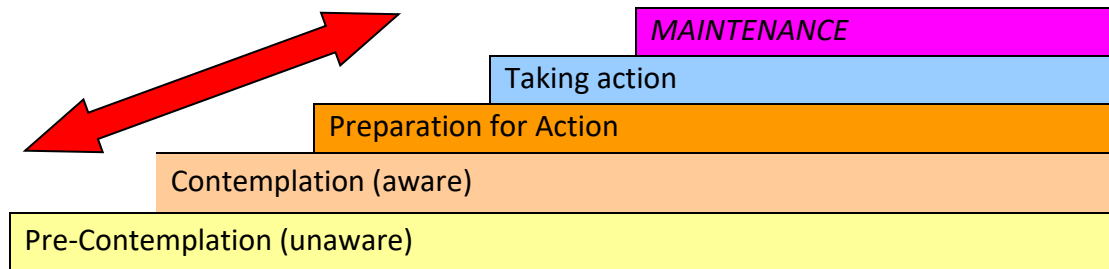 MAINTENANCE
Taking action
Preparation for Action
Contemplation (aware)
Pre-Contemplation (unaware)